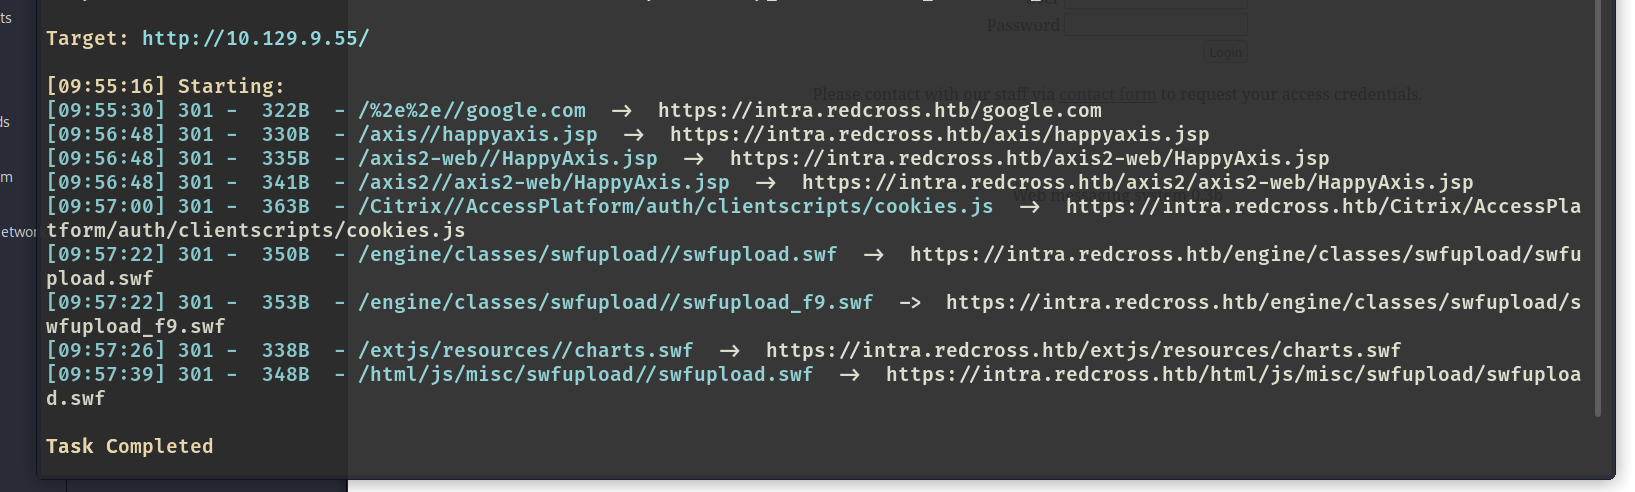 ts
Target: http://10.129.9.55/
Password
Login
[09:55:16] Starting:
Please contact with our staff via contact form to request your access credentials.
[09:55:30] 301 -  322B  - /%2e%2e//google.com  ->  https://intra.redcross.htb/google.com
ds
[09:56:48] 301 -  330B  - /axis//happyaxis.jsp  ->  https://intra.redcross.htb/axis/happyaxis.jsp
[09:56:48] 301 -  335B  - /axis2-web//HappyAxis.jsp  ->  https://intra.redcross.htb/axis2-web/HappyAxis.jsp
m
[09:56:48] 301 -  341B  - /axis2//axis2-web/HappyAxis.jsp  ->  https://intra.redcross.htb/axis2/axis2-web/HappyAxis.jsp
[09:57:00] 301 -  363B  - /Citrix//AccessPlatform/auth/clientscripts/cookies.js  ->  https://intra.redcross.htb/Citrix/AccessPla
tform/auth/clientscripts/cookies.js
etwor
[09:57:22] 301 -  350B  - /engine/classes/swfupload//swfupload.swf  ->  https://intra.redcross.htb/engine/classes/swfupload/swfu
pload.swf
[09:57:22] 301 -  353B  - /engine/classes/swfupload//swfupload_f9.swf  ->  https://intra.redcross.htb/engine/classes/swfupload/s
wfupload_f9.swf
[09:57:26] 301 -  338B  - /extjs/resources//charts.swf  ->  https://intra.redcross.htb/extjs/resources/charts.swf
[09:57:39] 301 -  348B  - /html/js/misc/swfupload//swfupload.swf  ->  https://intra.redcross.htb/html/js/misc/swfupload/swfuploa
d.swf
Task Completed